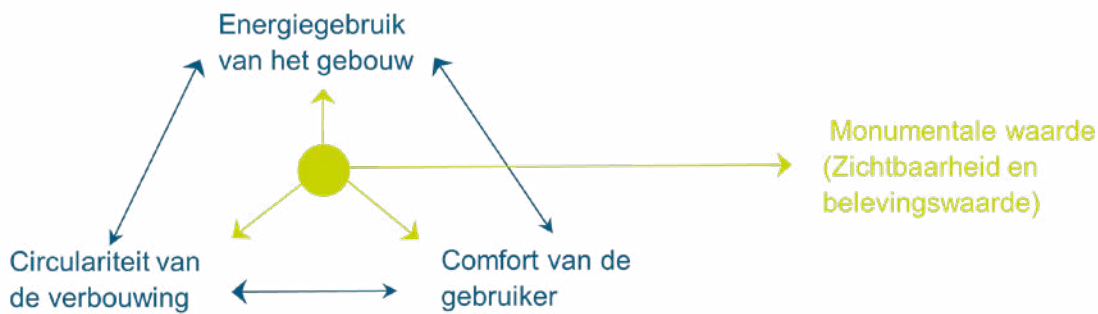 Energiegebruik
van het gebouw
Monumentale waarde
(Zichtbaarheid en
belevingswaarde)
Circulariteit van
de verbouwing
Comfort van de
gebruiker